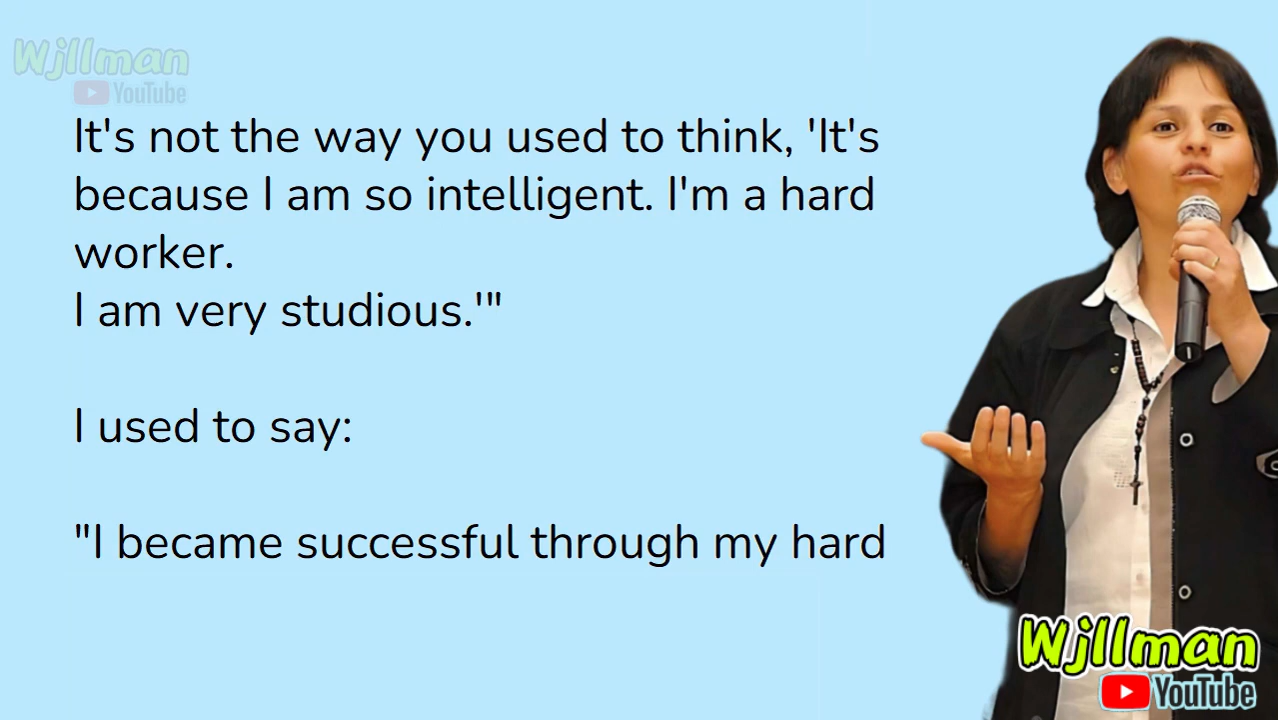 Wjllman
YouTube
It's not the way you used to think, 'It's
because I am so intelligent. I'm a hard
worker.
I am very studious.'"
I used to say:
"I became successful through my hard
Wjllman
YouTube